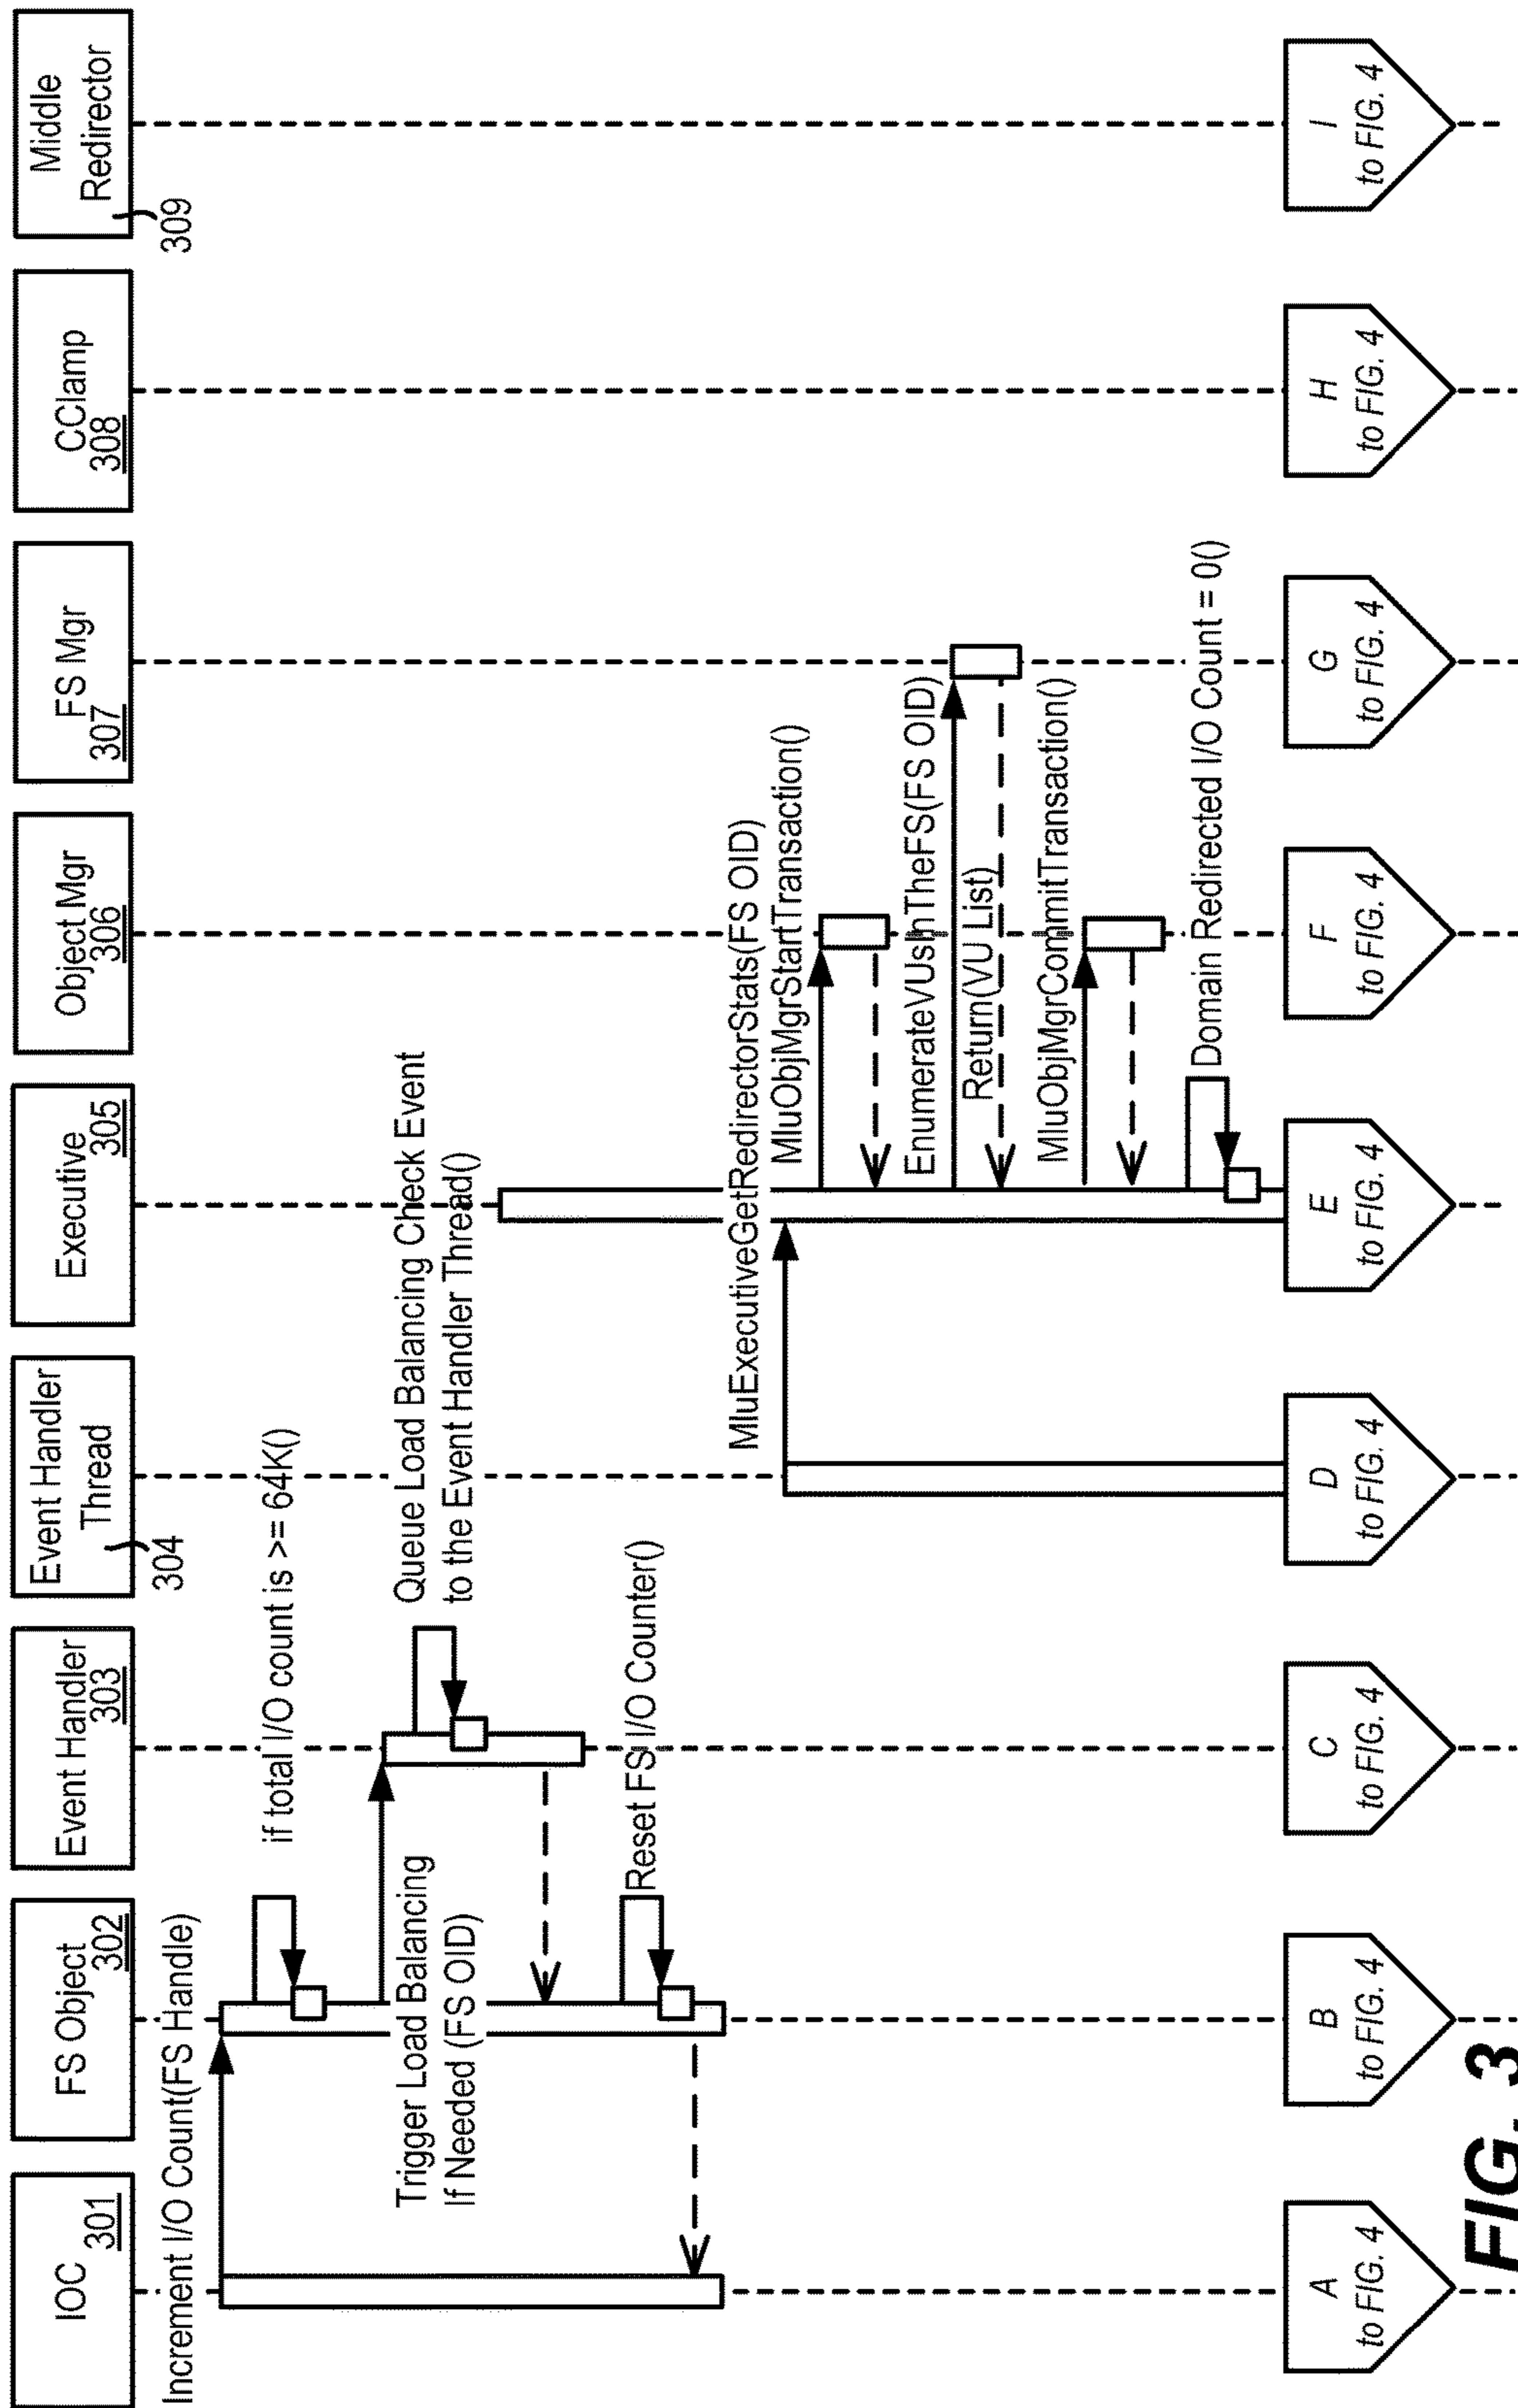 IOC
301
FS Object
302
Event Handler
303
Event Handler
Thread
304
Executive
305
Object Mgr
306
FS Mgr
307
CClamp
308
Middle
Redirector
309
Increment I/O Count(FS Handle)
if total I/O count is >= 64K()
Trigger Load Balancing
If Needed (FS OID)
Queue Load Balancing Check Event
to the Event Handler Thread()
Reset FS I/O Counter()
MluExecutiveGetRedirectorStats(FS OID)
MluObjMgrStartTransaction()
EnumerateVUsInTheFS(FS OID)
Return(VU List)
MluObjMgrCommitTransaction()
Domain Redirected I/O Count = 0()
A
to FIG. 4
B
to FIG. 4
C
to FIG. 4
D
to FIG. 4
E
to FIG. 4
F
to FIG. 4
G
to FIG. 4
H
to FIG. 4
I
to FIG. 4
FIG. 3